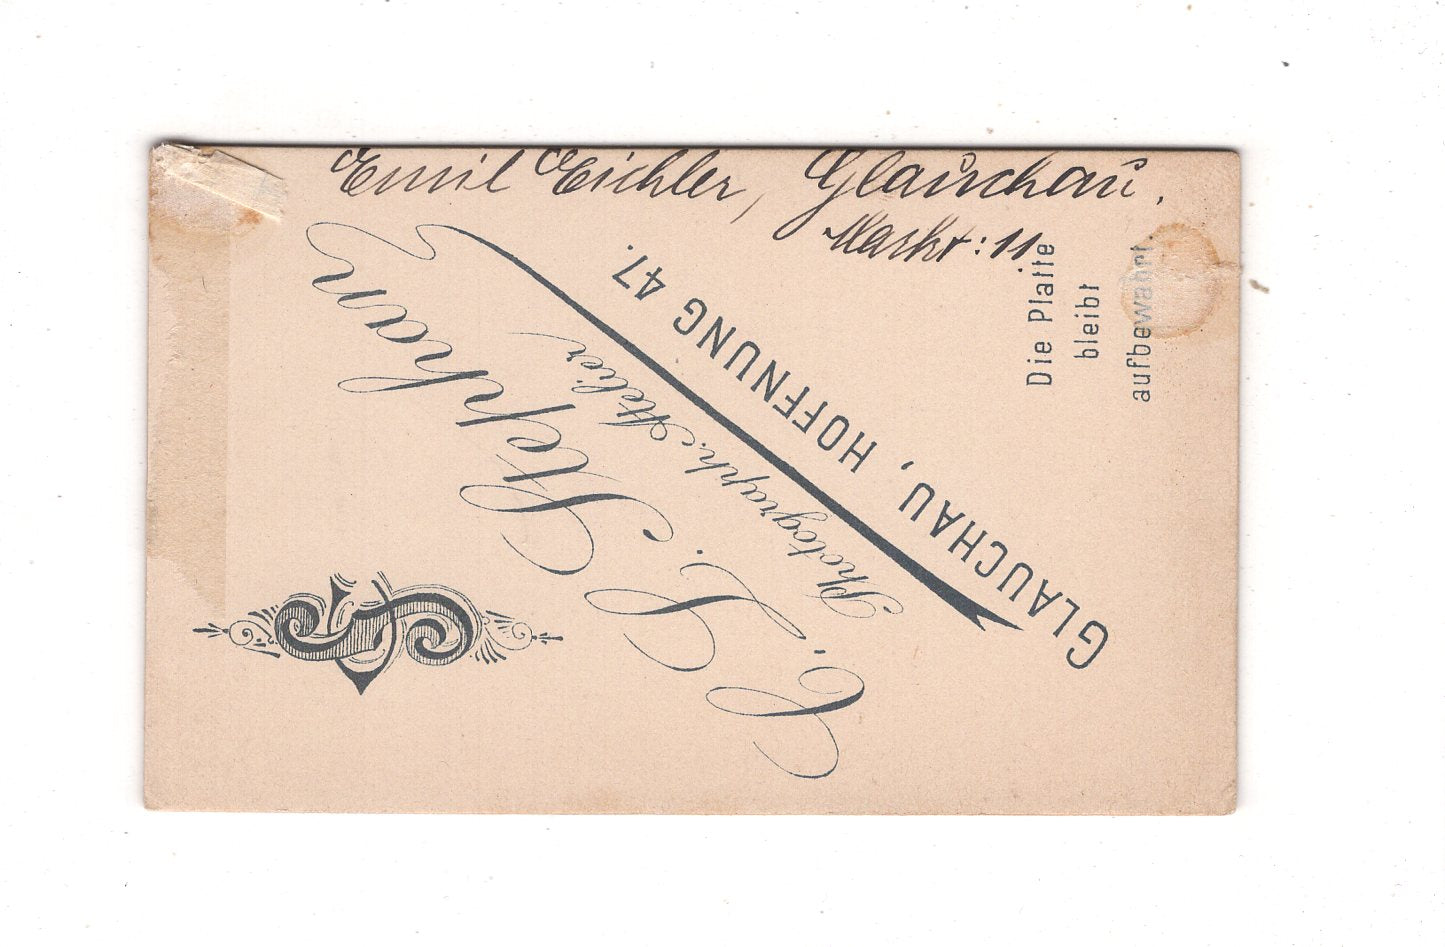 Emil Eichler, Glauchau.
Markt: 11
C. L. Stephan
Photograph. Atelier
GLAUCHAU, HOFFNUNG 47.
Die Platte
bleibt
aufbewahrt.